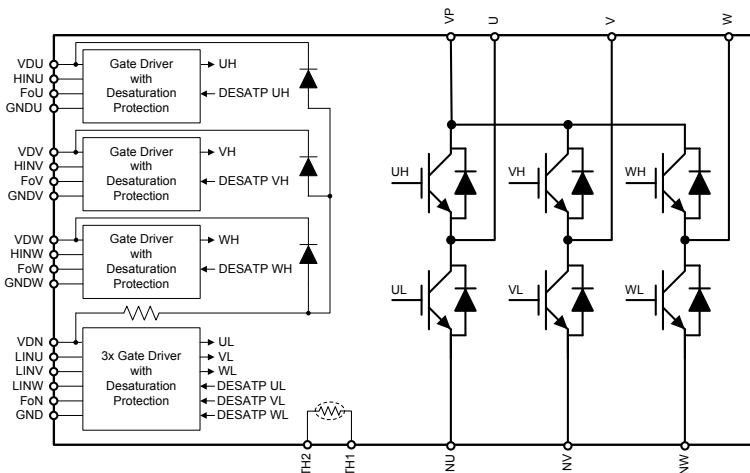 VP
U
V
W
VDU
HINU
FoU
GNDU
Gate Driver
with
Desaturation
Protection
UH
DESATP UH
VDV
HINV
FoV
GNDV
Gate Driver
with
Desaturation
Protection
VH
DESATP VH
VDW
HINW
FoW
GNDW
Gate Driver
with
Desaturation
Protection
WH
DESATP WH
VDN
LINU
LINV
LINW
FoN
GND
3x Gate Driver
with
Desaturation
Protection
UL
VL
WL
DESATP UL
DESATP VL
DESATP WL
UH
VH
WH
UL
VL
WL
TH2
TH1
NU
NV
NW